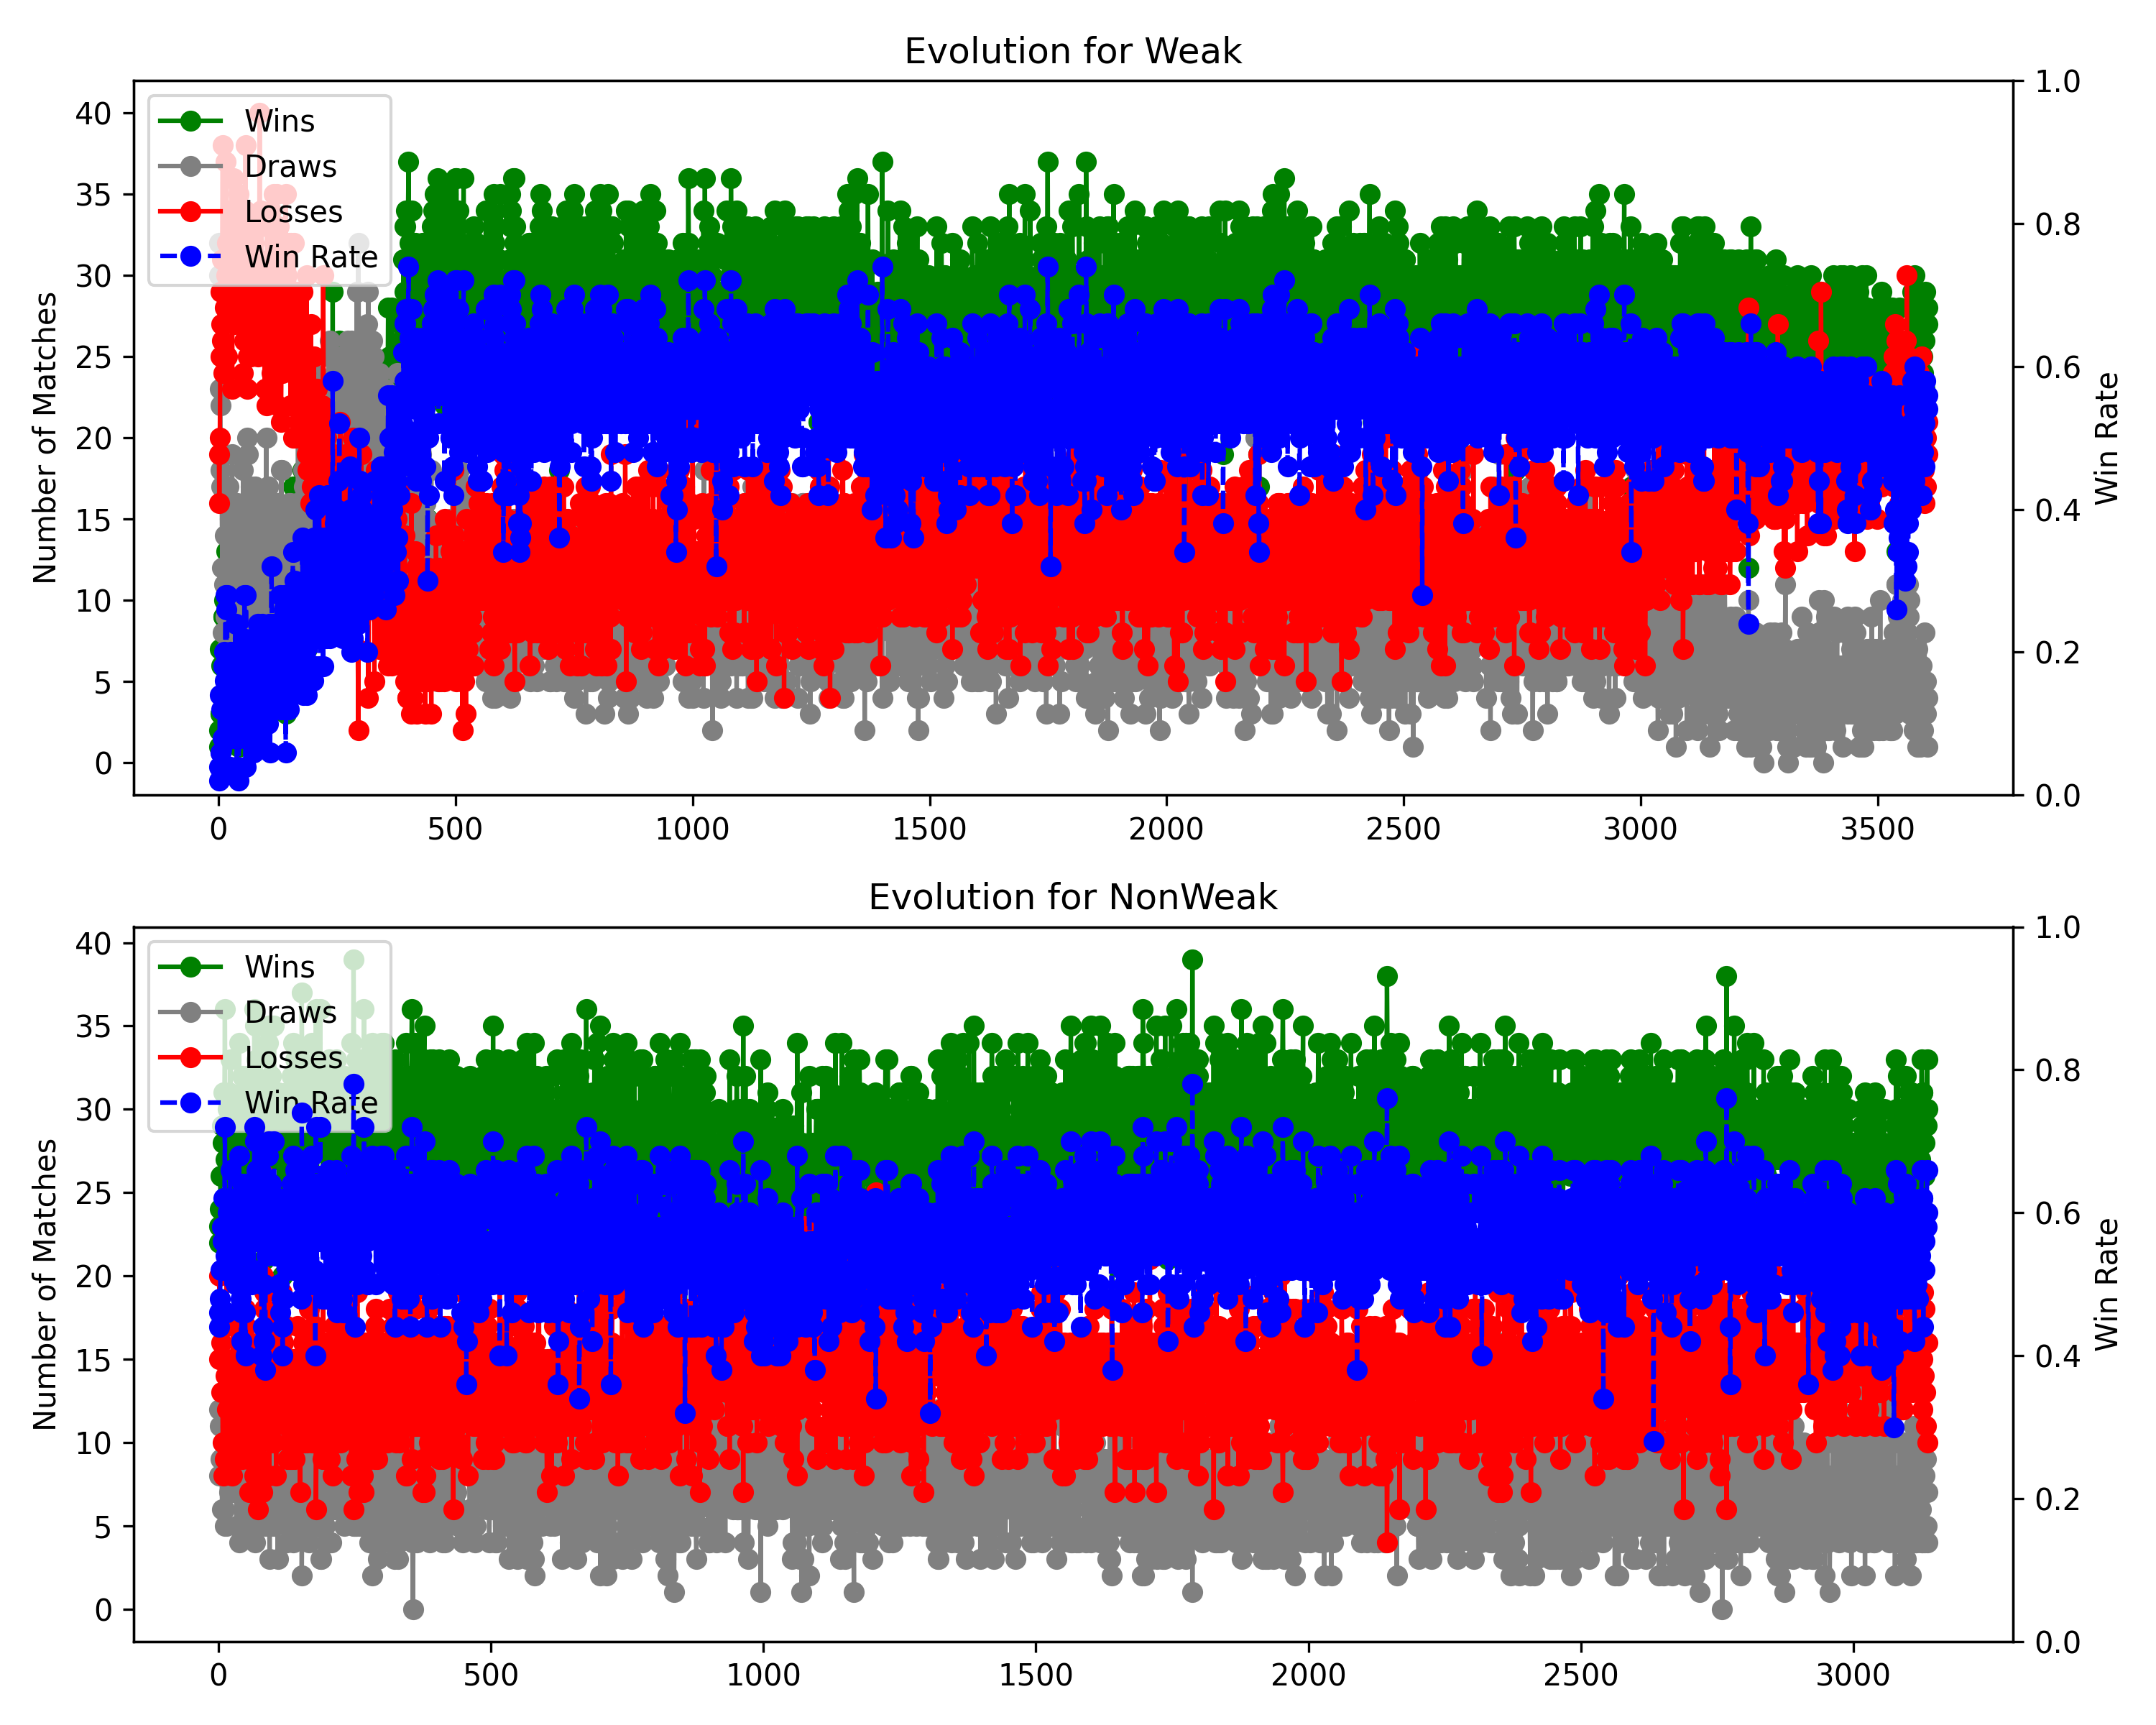 Evolution for Weak
Number of Matches
40
35
30
25
20
15
10
5
0
Wins
Draws
Losses
Win Rate
1.0
0.8
0.6
0.4
0.2
0.0
Win Rate
0 500 1000 1500 2000 2500 3000 3500
Evolution for NonWeak
Number of Matches
40
35
30
25
20
15
10
5
0
Wins
Draws
Losses
Win Rate
1.0
0.8
0.6
0.4
0.2
0.0
Win Rate
0 500 1000 1500 2000 2500 3000